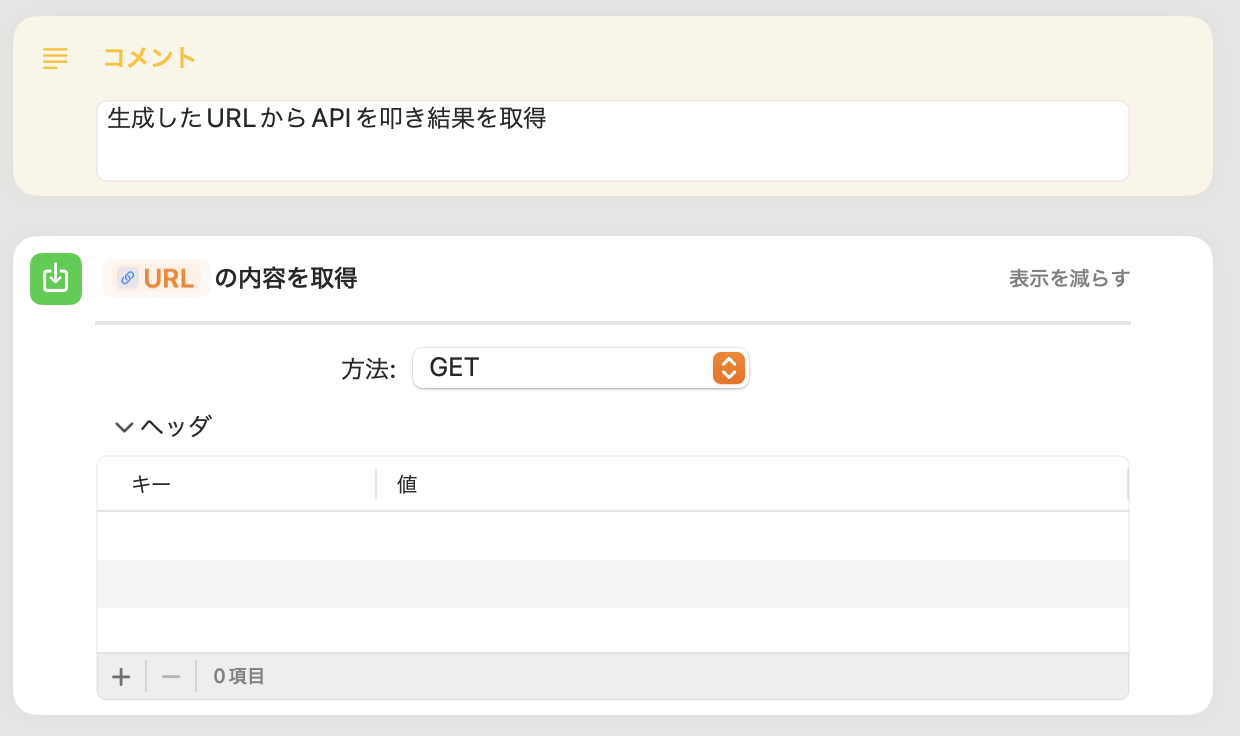 コメント
生成したURLからAPIを叩き結果を取得
URL の内容を取得
表示を減らす
方法: GET
ヘッダ
キー 値
0項目